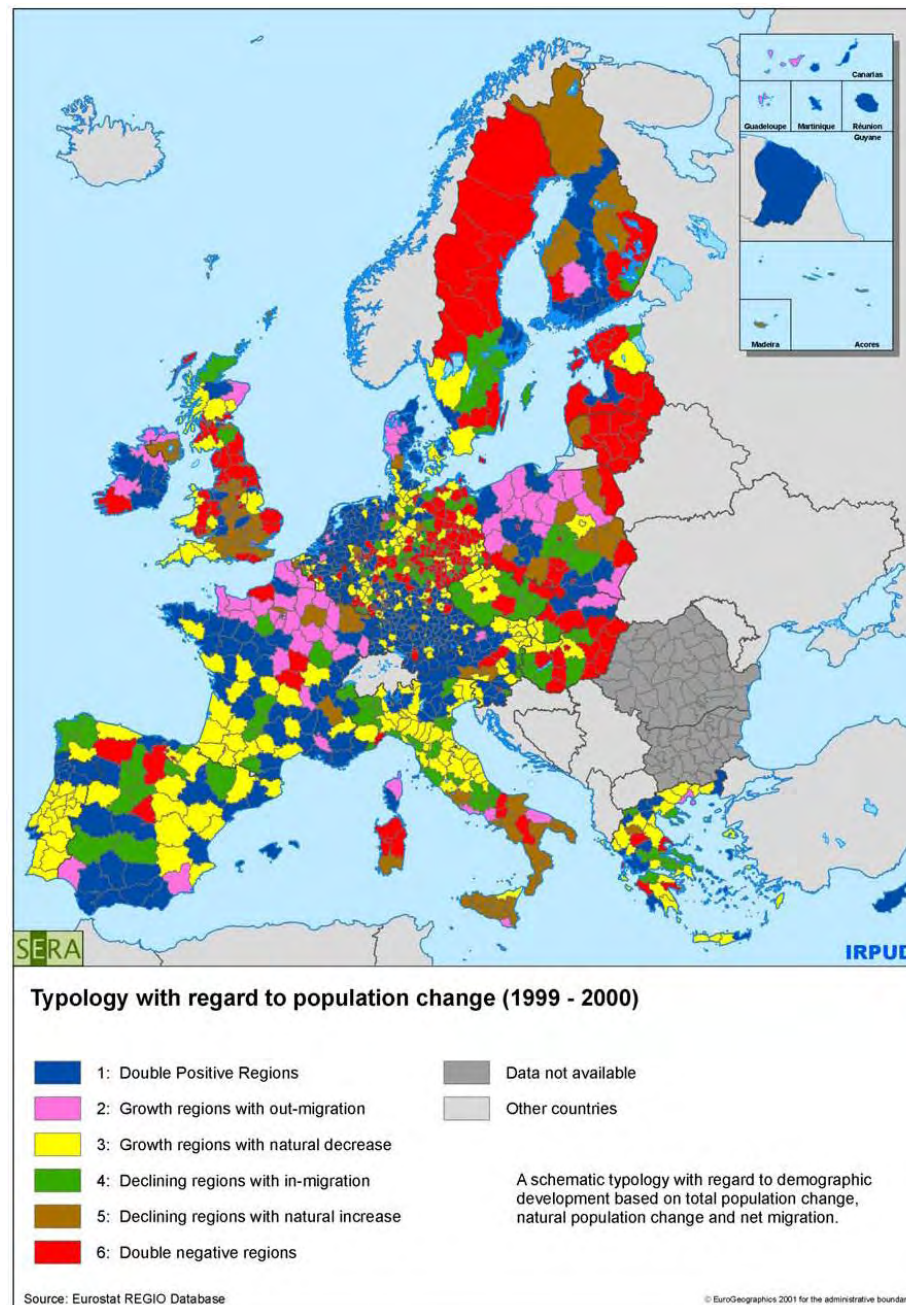 Canarias
Guadeloupe
Martinique
Réunion
Guyane
Madeira
Acores
SERA
IRPUD
Typology with regard to population change (1999 - 2000)
1: Double Positive Regions
2: Growth regions with out-migration
3: Growth regions with natural decrease
4: Declining regions with in-migration
5: Declining regions with natural increase
6: Double negative regions
Data not available
Other countries
A schematic typology with regard to demographic
development based on total population change,
natural population change and net migration.
Source: Eurostat REGIO Database
© EuroGeographics 2001 for the administrative boundar